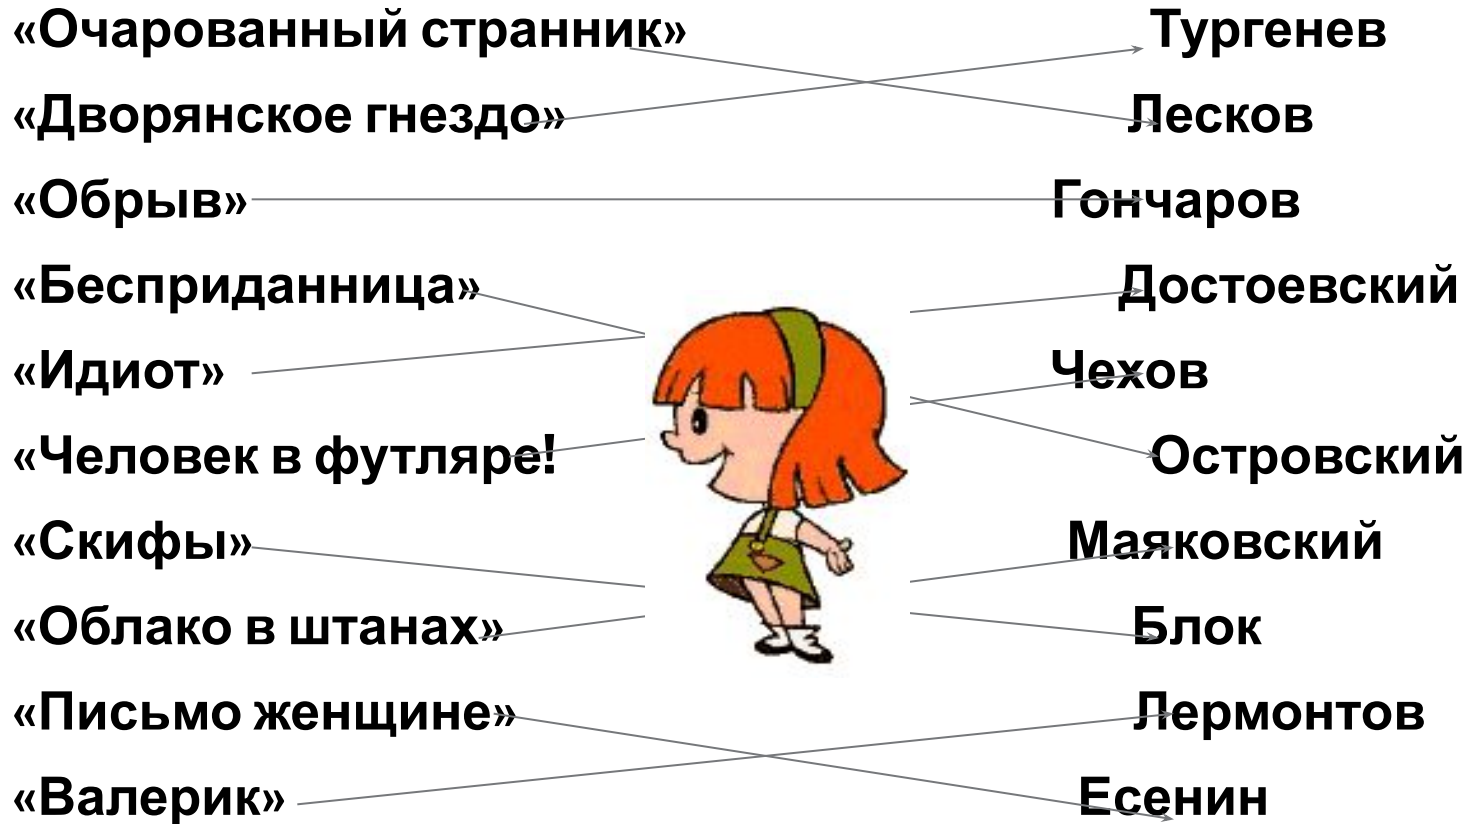 «Очарованный странник» Тургенев
«Дворянское гнездо» Лесков
«Обрыв» Гончаров
«Бесприданница» Достоевский
«Идиот» Чехов
«Человек в футляре! Островский
«Скифы» Маяковский
«Облако в штанах» Блок
«Письмо женщине» Лермонтов
«Валерик» Есенин